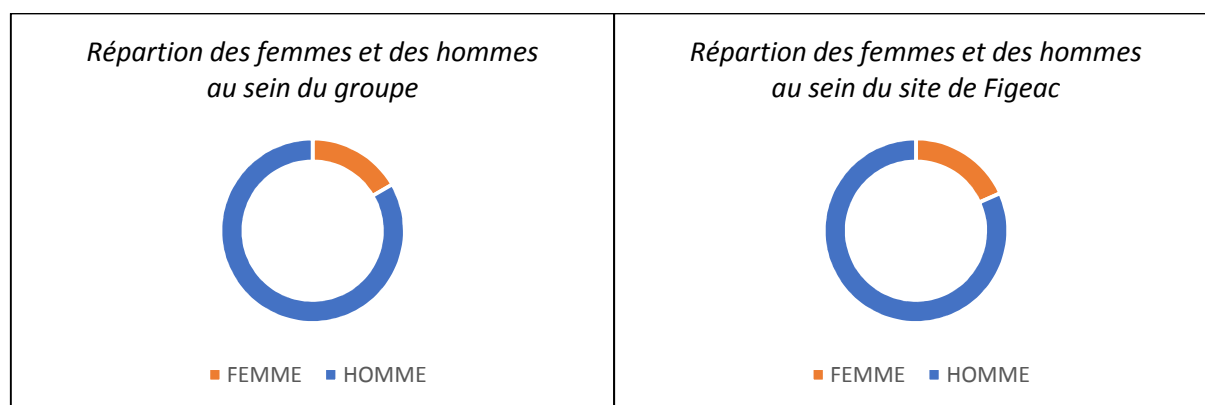 Répartion des femmes et des hommes
au sein du groupe
FEMME HOMME
Répartion des femmes et des hommes
au sein du site de Figeac
FEMME HOMME